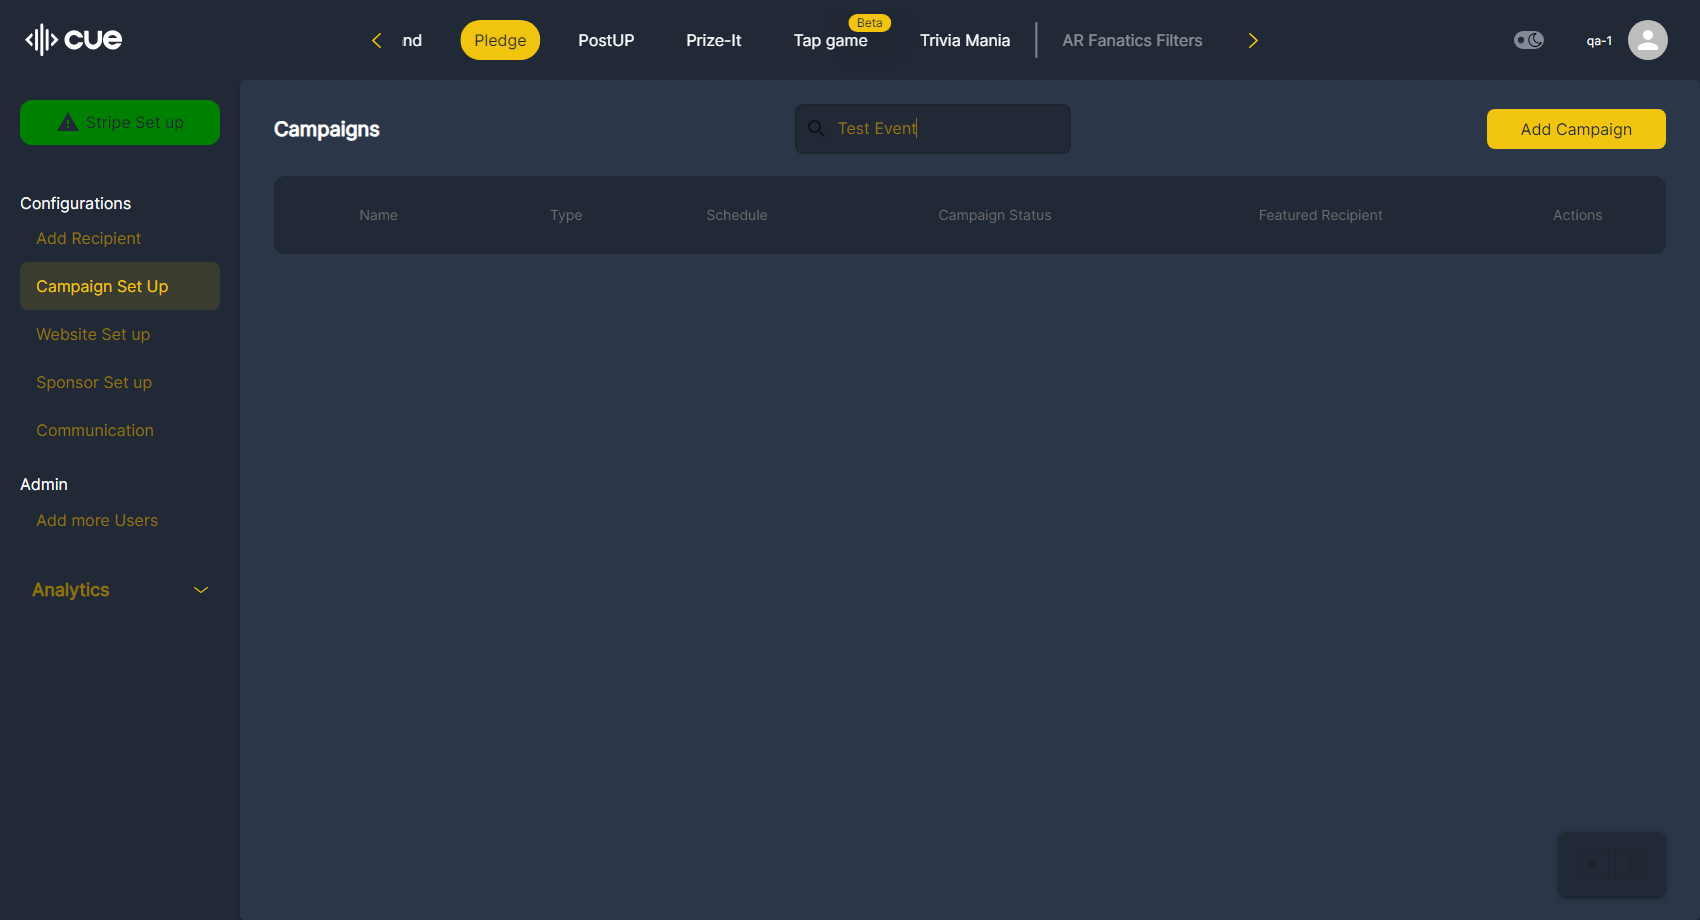 cue
nd
Pledge
PostUP
Prize-It
Tap game
Beta
Trivia Mania
AR Fanatics Filters
qa-1
Stripe Set up
Configurations
Add Recipient
Campaign Set Up
Website Set up
Sponsor Set up
Communication
Admin
Add more Users
Analytics
Campaigns
Test Event
Add Campaign
Name
Type
Schedule
Campaign Status
Featured Recipient
Actions